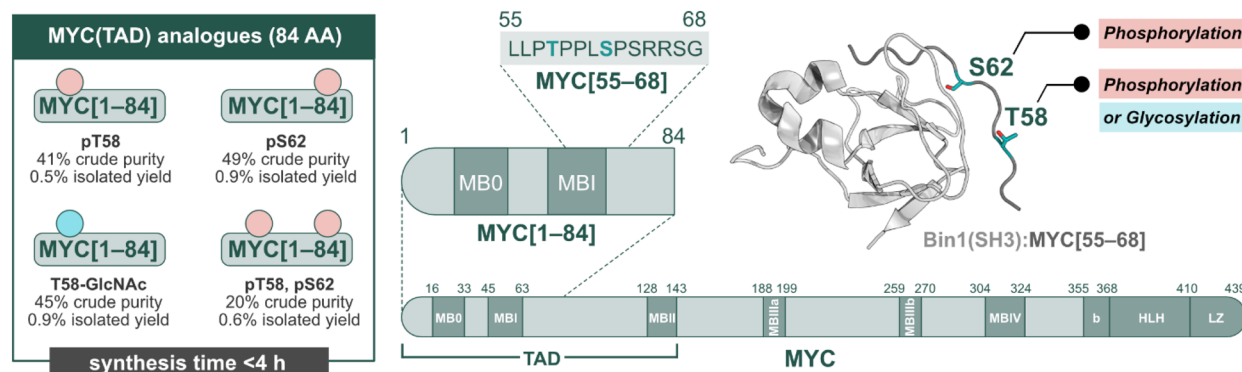 MYC(TAD) analogues (84 AA)
MYC[1–84]
pT58
41% crude purity
0.5% isolated yield
MYC[1–84]
pS62
49% crude purity
0.9% isolated yield
MYC[1–84]
T58-GlcNAc
45% crude purity
0.9% isolated yield
MYC[1–84]
pT58, pS62
20% crude purity
0.6% isolated yield
synthesis time <4 h
55 68
LLPTPPLSPSRRSG
MYC[55–68]
1 84
MB0 MBI
MYC[1–84]
S62
Phosphorylation
T58
Phosphorylation
or Glycosylation
Bin1(SH3):MYC[55–68]
16 33 45 63 128 143 188 199 259 270 304 324 355 368 410 439
MB0 MBI MBII MBIIIa MBIIIb MBIV b HLH LZ
TAD
MYC